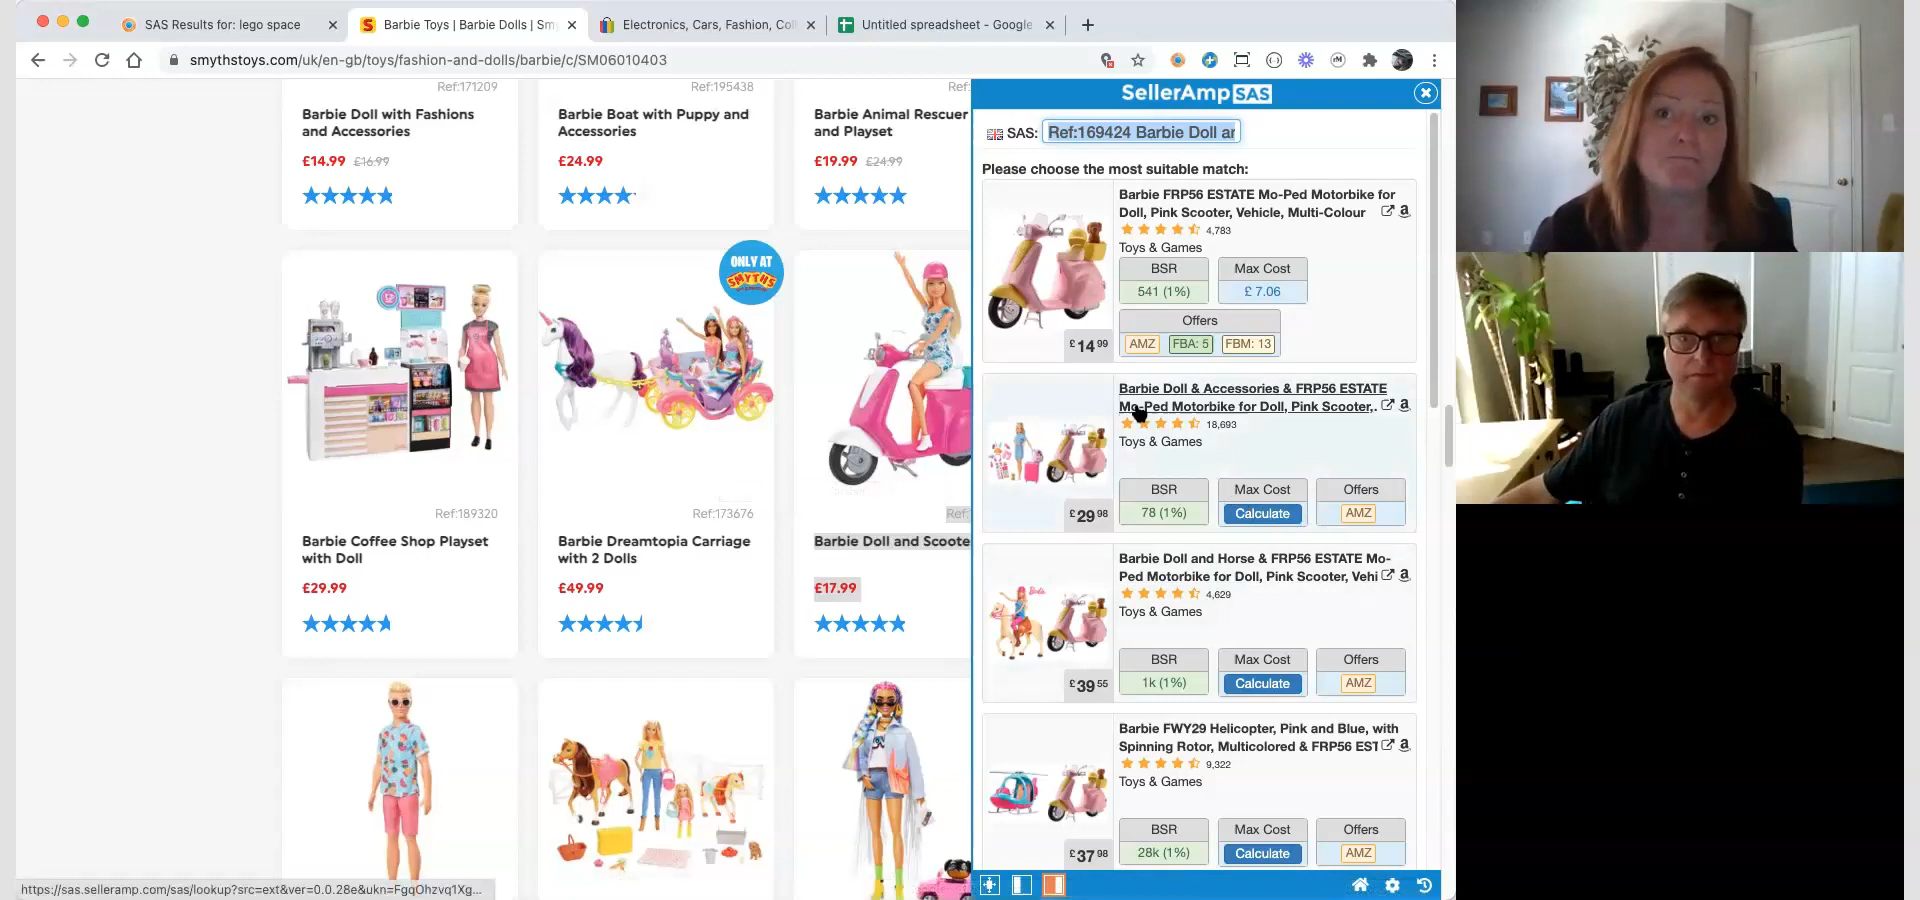 SAS Results for: lego space
Barbie Toys | Barbie Dolls | Sm
Electronics, Cars, Fashion, Col
Untitled spreadsheet - Google
smythstoys.com/uk/en-gb/toys/fashion-and-dolls/barbie/c/SM06010403
Ref:171209
Barbie Doll with Fashions
and Accessories
£14.99 £16.99
Ref:195438
Barbie Boat with Puppy and
Accessories
£24.99
Ref:
Barbie Animal Rescuer
and Playset
£19.99 £24.99
ONLY AT
SMYTHS
TOYS
Ref:189320
Barbie Coffee Shop Playset
with Doll
£29.99
Ref:173676
Barbie Dreamtopia Carriage
with 2 Dolls
£49.99
Ref:
Barbie Doll and Scoote
£17.99
https://sas.selleramp.com/sas/lookup?src=ext&ver=0.0.28e&ukn=FgqOhzvq1Xg...
SellerAmp SAS
SAS: Ref:169424 Barbie Doll ar
Please choose the most suitable match:
Barbie FRP56 ESTATE Mo-Ped Motorbike for
Doll, Pink Scooter, Vehicle, Multi-Colour
4,783
Toys & Games
BSR Max Cost
541 (1%) £ 7.06
Offers
AMZ FBA: 5 FBM: 13
£ 14 99
Barbie Doll & Accessories & FRP56 ESTATE
Mo-Ped Motorbike for Doll, Pink Scooter,.
18,693
Toys & Games
BSR Max Cost Offers
78 (1%) Calculate AMZ
£ 29 98
Barbie Doll and Horse & FRP56 ESTATE Mo-
Ped Motorbike for Doll, Pink Scooter, Vehi
4,629
Toys & Games
BSR Max Cost Offers
1k (1%) Calculate AMZ
£ 39 55
Barbie FWY29 Helicopter, Pink and Blue, with
Spinning Rotor, Multicolored & FRP56 EST
9,322
Toys & Games
BSR Max Cost Offers
28k (1%) Calculate AMZ
£ 37 98